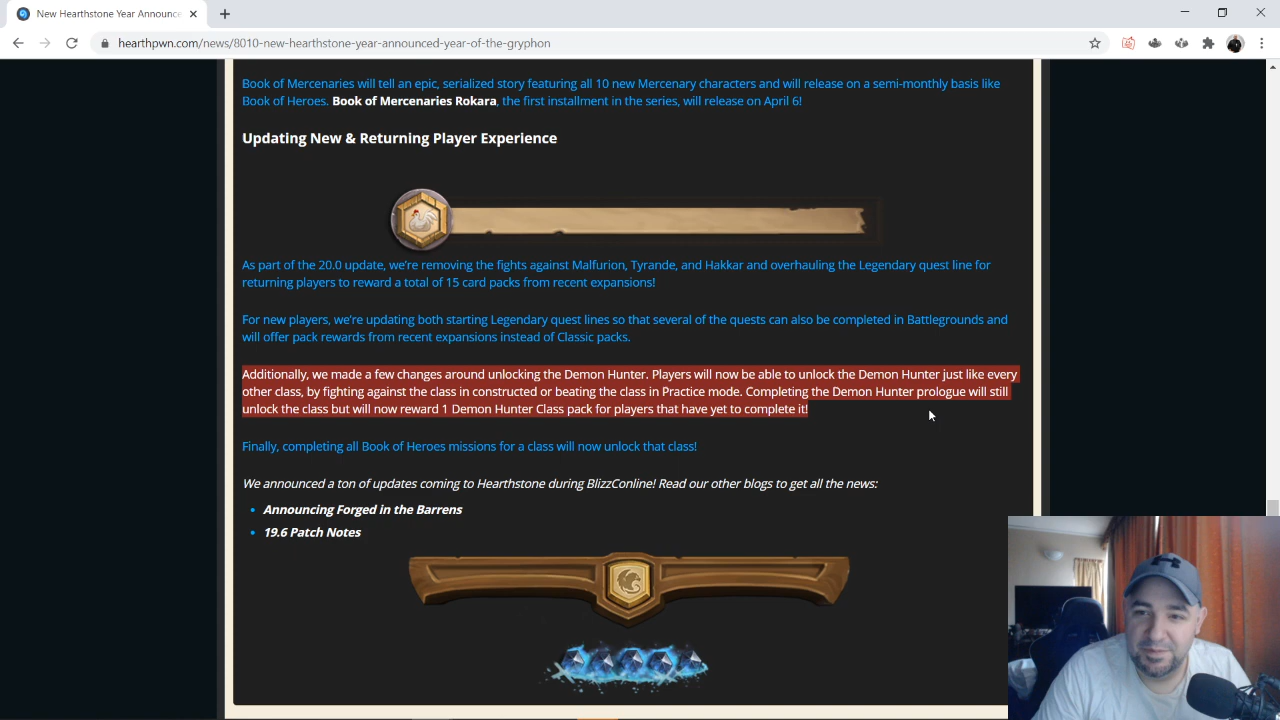 New Hearthstone Year Announce
hearthpwn.com/news/8010-new-hearthstone-year-announced-year-of-the-gryphon
Book of Mercenaries will tell an epic, serialized story featuring all 10 new Mercenary characters and will release on a semi-monthly basis like
Book of Heroes. Book of Mercenaries Rokara, the first installment in the series, will release on April 6!
Updating New & Returning Player Experience
As part of the 20.0 update, we're removing the fights against Malfurion, Tyrande, and Hakkar and overhauling the Legendary quest line for
returning players to reward a total of 15 card packs from recent expansions!
For new players, we're updating both starting Legendary quest lines so that several of the quests can also be completed in Battlegrounds and
will offer pack rewards from recent expansions instead of Classic packs.
Additionally, we made a few changes around unlocking the Demon Hunter. Players will now be able to unlock the Demon Hunter just like every
other class, by fighting against the class in constructed or beating the class in Practice mode. Completing the Demon Hunter prologue will still
unlock the class but will now reward 1 Demon Hunter Class pack for players that have yet to complete it!
Finally, completing all Book of Heroes missions for a class will now unlock that class!
We announced a ton of updates coming to Hearthstone during BlizzConline! Read our other blogs to get all the news:
• Announcing Forged in the Barrens
• 19.6 Patch Notes